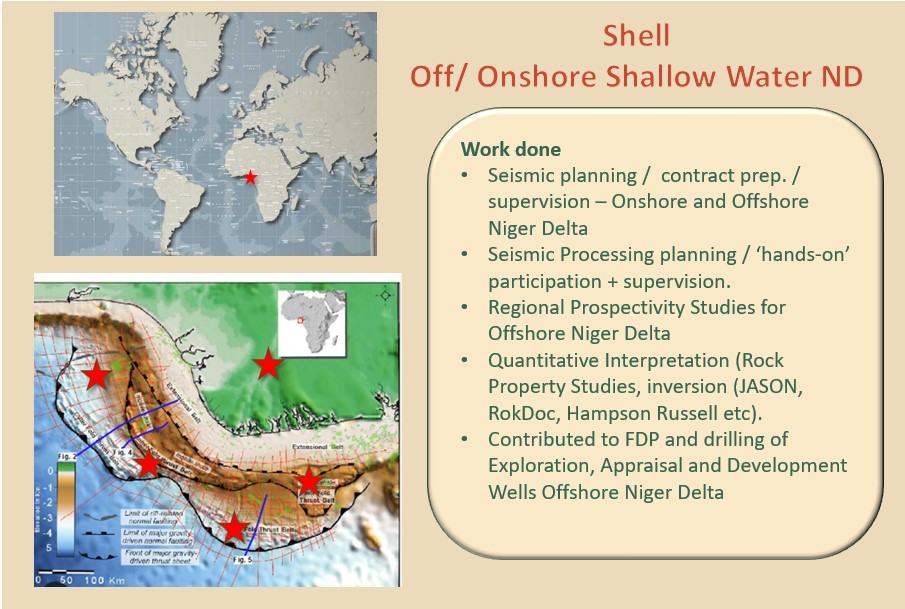 Shell
Off/ Onshore Shallow Water ND
Work done
• Seismic planning / contract prep. /
supervision – Onshore and Offshore
Niger Delta
• Seismic Processing planning / ‘hands-on’
participation + supervision.
• Regional Prospectivity Studies for
Offshore Niger Delta
• Quantitative Interpretation (Rock
Property Studies, inversion (JASON,
RokDoc, Hampson Russell etc).
• Contributed to FDP and drilling of
Exploration, Appraisal and Development
Wells Offshore Niger Delta
Extensional Belt
Extensional Belt
Fig. 2
Fig. 4
Thrust Belt
Thrust Belt
Thrust Belt
Fig. 5
0
-1
-2
-3
-4
5
Limit of rift-related
normal faulting
Limit of major gravity-
driven normal faulting
Front of major gravity-
driven thrust sheet
0 50 100 Km